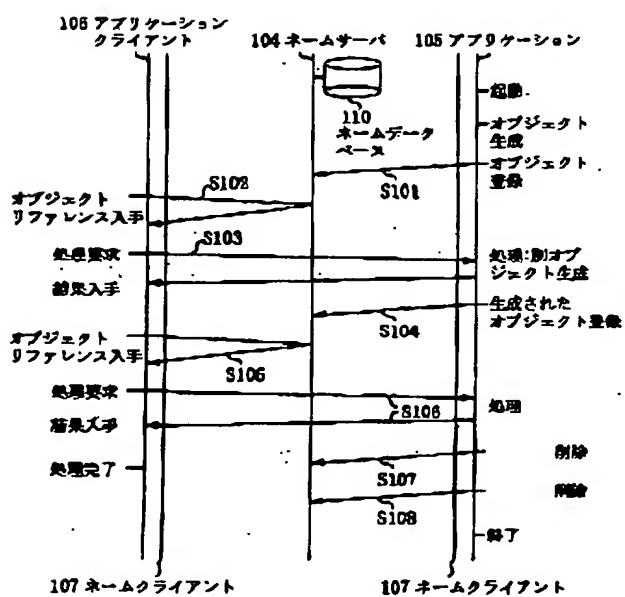 106 アプリケーション
クライアント
104 ネームサーバ
105 アプリケーション
110
ネームデータ
ベース
起動
オブジェクト
生成
オブジェクト
登録
S101
S102
オブジェクト
リファレンス入手
処理要求
S103
処理:別オブ
ジェクト生成
結果入手
生成された
オブジェクト登録
S104
オブジェクト
リファレンス入手
S105
処理要求
S106
処理
結果入手
削除
S107
処理完了
削除
S108
終了
107 ネームクライアント
107 ネームクライアント